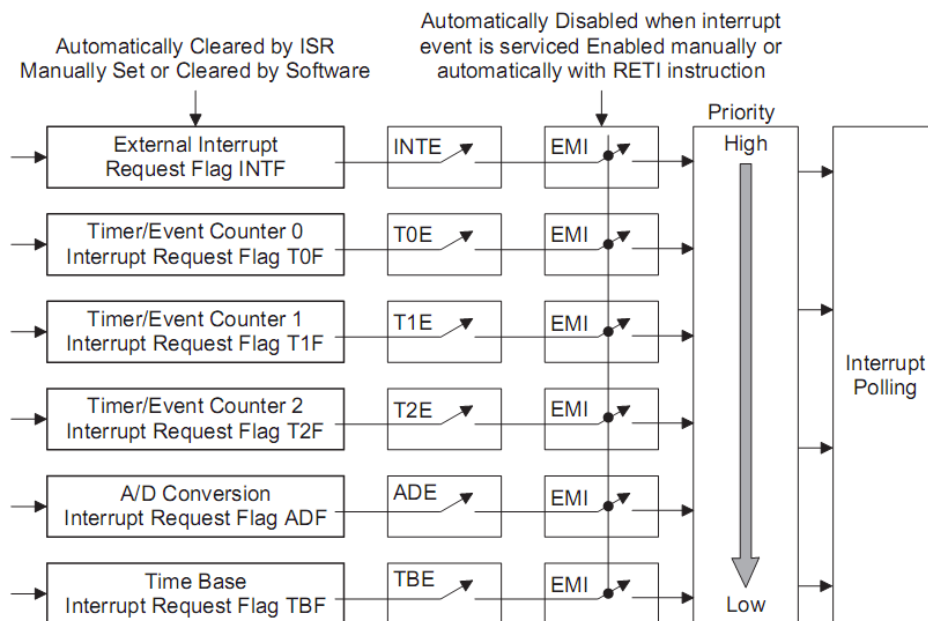 Automatically Cleared by ISR
Manually Set or Cleared by Software
Automatically Disabled when interrupt
event is serviced Enabled manually or
automatically with RETI instruction
Priority
External Interrupt
Request Flag INTF
INTE
EMI
High
Timer/Event Counter 0
Interrupt Request Flag T0F
T0E
EMI
Timer/Event Counter 1
Interrupt Request Flag T1F
T1E
EMI
Interrupt
Polling
Timer/Event Counter 2
Interrupt Request Flag T2F
T2E
EMI
A/D Conversion
Interrupt Request Flag ADF
ADE
EMI
Time Base
Interrupt Request Flag TBF
TBE
EMI
Low